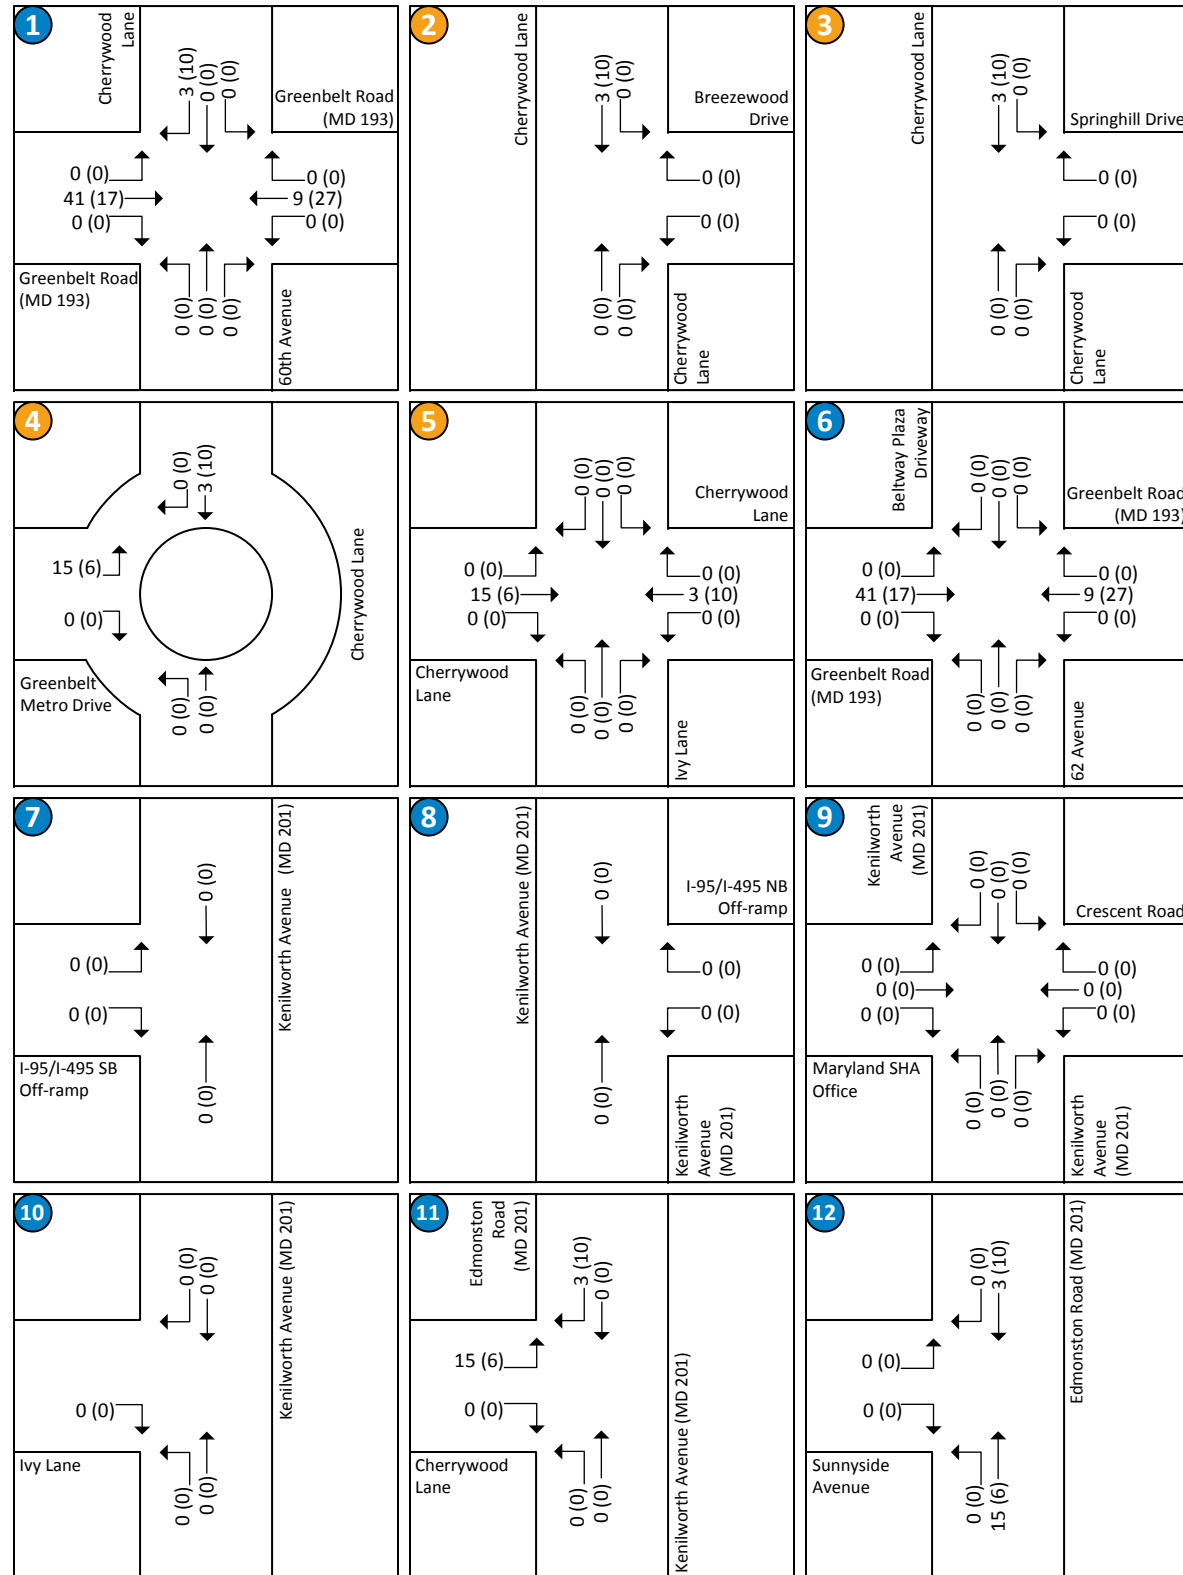 1
Cherrywood
Lane
3 (10)
0 (0)
0 (0)
Greenbelt Road
(MD 193)
0 (0)
41 (17)
0 (0)
0 (0)
9 (27)
0 (0)
Greenbelt Road
(MD 193)
0 (0)
0 (0)
0 (0)
60th Avenue
2
Cherrywood Lane
3 (10)
0 (0)
Breezewood
Drive
0 (0)
0 (0)
0 (0)
0 (0)
Cherrywood
Lane
3
Cherrywood Lane
3 (10)
0 (0)
Springhill Drive
0 (0)
0 (0)
0 (0)
0 (0)
Cherrywood
Lane
4
0 (0)
3 (10)
15 (6)
0 (0)
Cherrywood Lane
Greenbelt
Metro Drive
0 (0)
0 (0)
5
0 (0)
0 (0)
0 (0)
Cherrywood
Lane
0 (0)
15 (6)
0 (0)
0 (0)
3 (10)
0 (0)
Cherrywood
Lane
0 (0)
0 (0)
0 (0)
Ivy Lane
6
Beltway Plaza
Driveway
0 (0)
0 (0)
0 (0)
Greenbelt Road
(MD 193)
0 (0)
41 (17)
0 (0)
0 (0)
9 (27)
0 (0)
Greenbelt Road
(MD 193)
0 (0)
0 (0)
0 (0)
62 Avenue
7
0 (0)
Kenilworth Avenue (MD 201)
0 (0)
0 (0)
I-95/I-495 SB
Off-ramp
0 (0)
8
Kenilworth Avenue (MD 201)
0 (0)
I-95/I-495 NB
Off-ramp
0 (0)
0 (0)
0 (0)
Kenilworth
Avenue
(MD 201)
9
Kenilworth
Avenue
(MD 201)
0 (0)
0 (0)
0 (0)
Crescent Road
0 (0)
0 (0)
0 (0)
0 (0)
0 (0)
0 (0)
Maryland SHA
Office
0 (0)
0 (0)
0 (0)
Kenilworth
Avenue
(MD 201)
10
0 (0)
0 (0)
Kenilworth Avenue (MD 201)
0 (0)
Ivy Lane
0 (0)
0 (0)
11
Edmonston
Road
(MD 201)
3 (10)
0 (0)
15 (6)
0 (0)
Cherrywood
Lane
0 (0)
0 (0)
Kenilworth Avenue (MD 201)
12
0 (0)
3 (10)
Edmonston Road (MD 201)
0 (0)
0 (0)
Sunnyside
Avenue
0 (0)
15 (6)